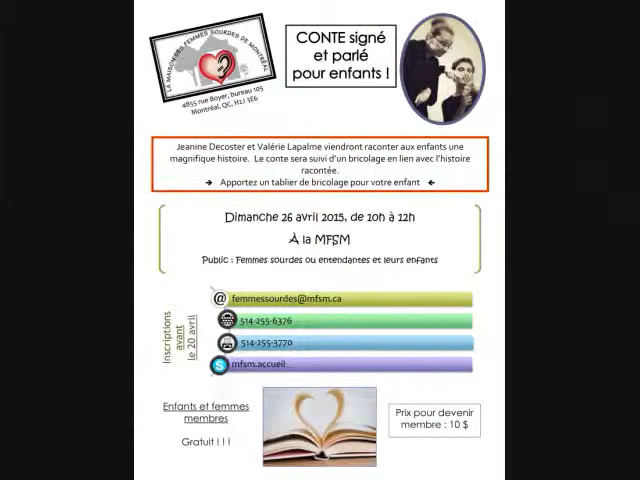 LA MAISON DES FEMMES SOURDES DE MONTRÉAL
4855 rue Boyer, bureau 105
Montréal, QC, H2J 3E6
CONTE signé
et parlé
pour enfants !
Jeanine Decoster et Valérie Lapalme viendront raconter aux enfants une
magnifique histoire. Le conte sera suivi d'un bricolage en lien avec l'histoire
racontée.
→ Apportez un tablier de bricolage pour votre enfant ←
Dimanche 26 avril 2015, de 10h à 12h
À la MFSM
Public : Femmes sourdes ou entendantes et leurs enfants
Inscriptions
avant
le 20 avril
@ femmessourdes@mfsm.ca
514-255-6376
514-255-3770
S mfsm.accueil
Enfants et femmes
membres
Gratuit ! ! !
Prix pour devenir
membre : 10 $